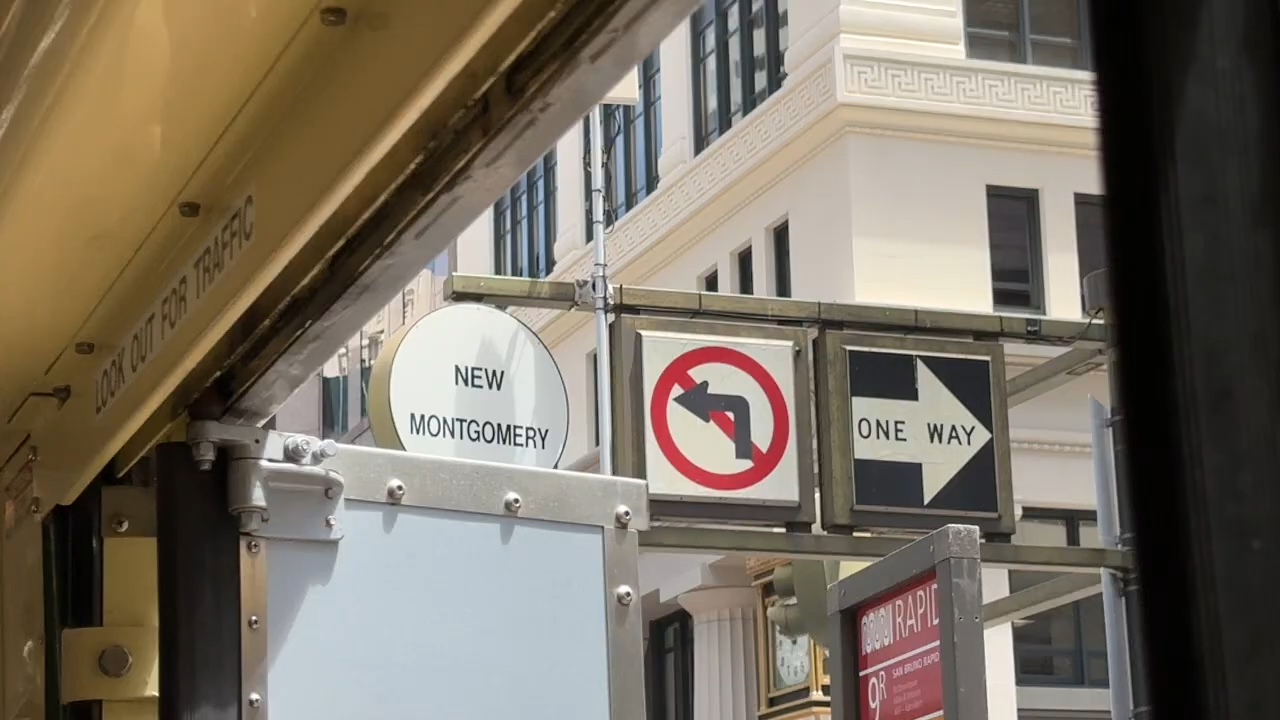 LOOK OUT FOR TRAFFIC
NEW
MONTGOMERY
ONE WAY
RAPID
SAN BRUNO RAPID
9R